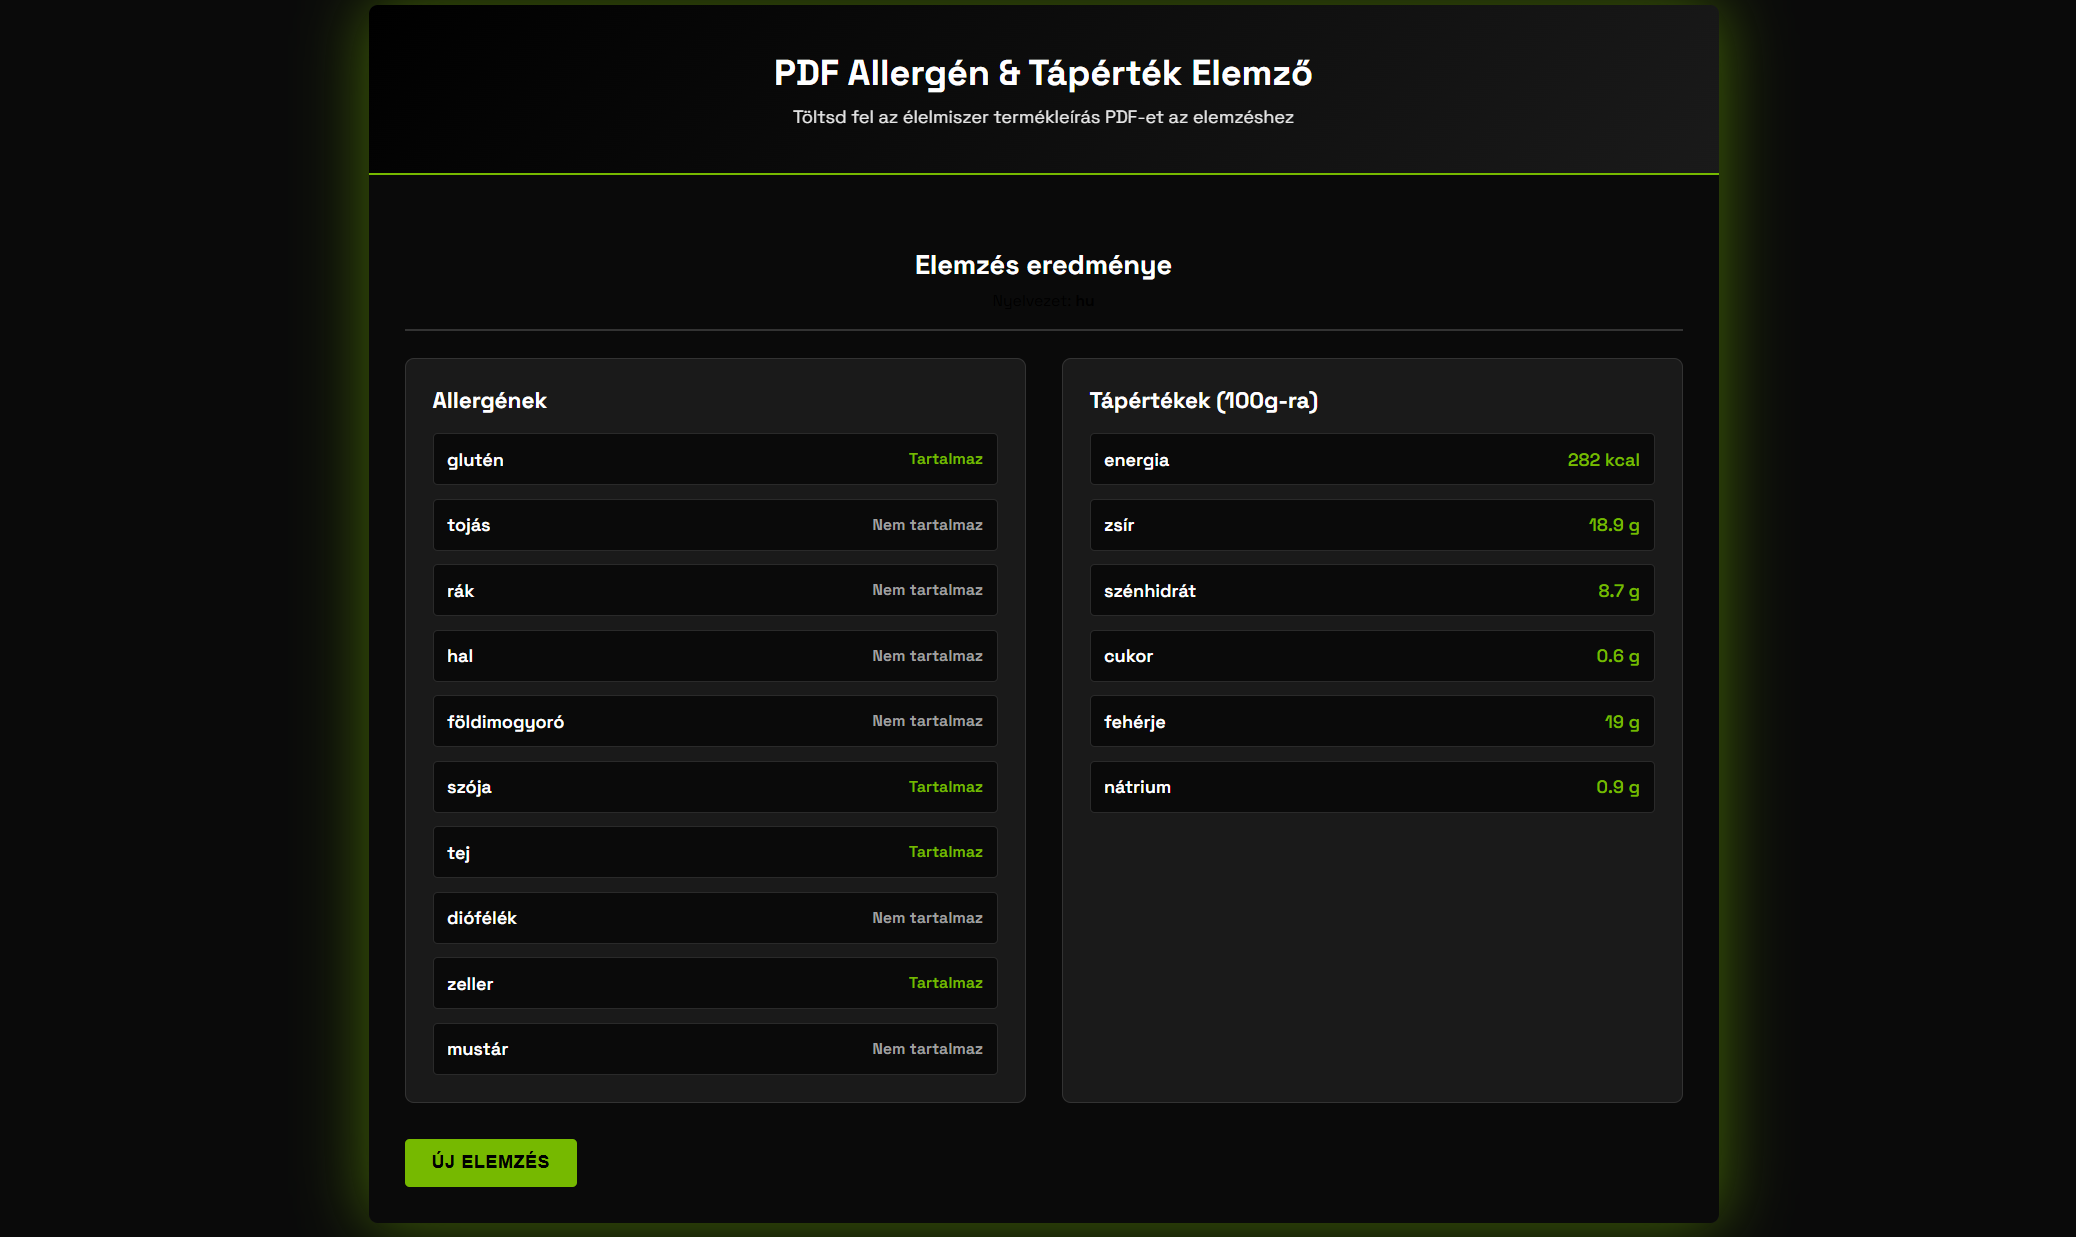 PDF Allergén & Tápérték Elemző
Töltsd fel az élelmiszer termékleírás PDF-et az elemzéshez
Elemzés eredménye
Nyelvezet: hu
Allergének
glutén Tartalmaz
tojás Nem tartalmaz
rák Nem tartalmaz
hal Nem tartalmaz
földimogyoró Nem tartalmaz
szója Tartalmaz
tej Tartalmaz
diófélék Nem tartalmaz
zeller Tartalmaz
mustár Nem tartalmaz
Tápértékek (100g-ra)
energia 282 kcal
zsír 18.9 g
szénhidrát 8.7 g
cukor 0.6 g
fehérje 19 g
nátrium 0.9 g
ÚJ ELEMZÉS